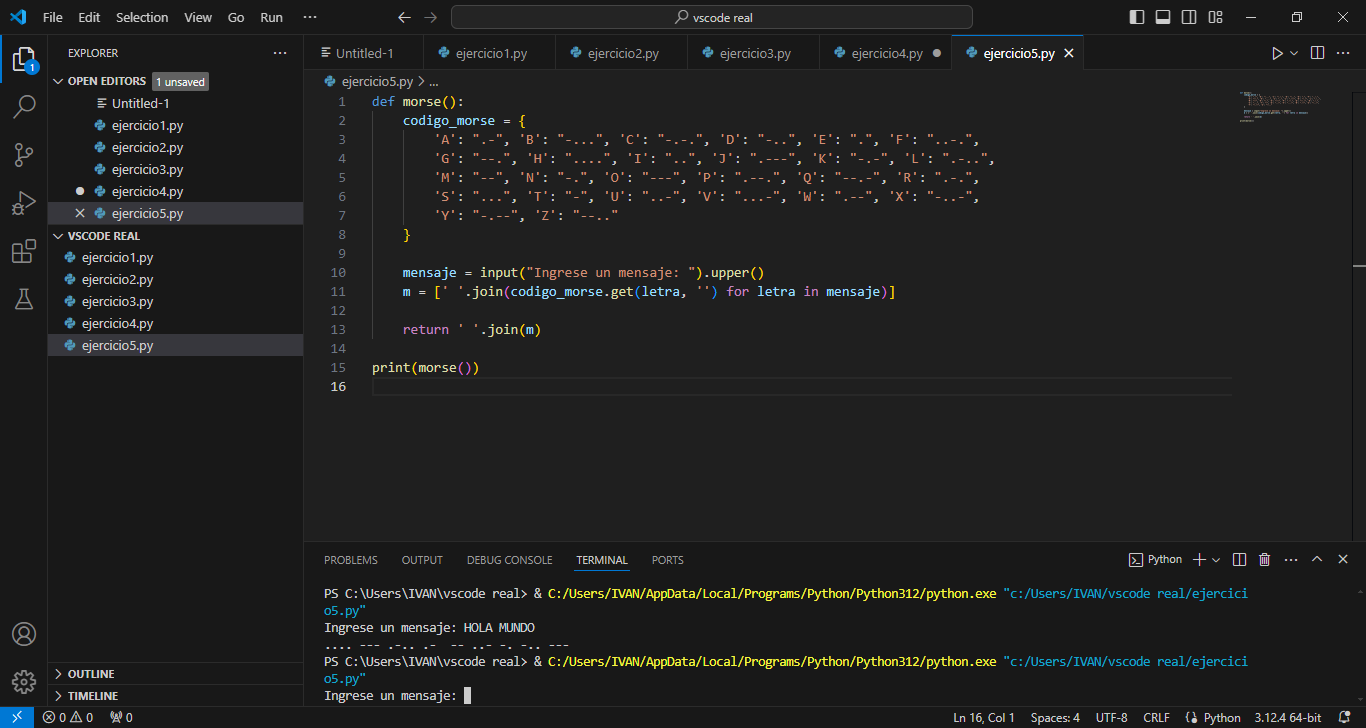 File Edit Selection View Go Run ··· vscode real
EXPLORER ···
OPEN EDITORS 1 unsaved
Untitled-1
ejercicio1.py
ejercicio2.py
ejercicio3.py
ejercicio4.py
ejercicio5.py
VSCODE REAL
ejercicio1.py
ejercicio2.py
ejercicio3.py
ejercicio4.py
ejercicio5.py
OUTLINE
TIMELINE
1
Untitled-1 ejercicio1.py ejercicio2.py ejercicio3.py ejercicio4.py ejercicio5.py
ejercicio5.py > ...
1 def morse():
2     codigo_morse = {
3         'A': ".-", 'B': "-...", 'C': "-.-.", 'D': "-..", 'E': ".", 'F': "..-.",
4         'G': "--.", 'H': "....", 'I': "..", 'J': ".---", 'K': "-.-", 'L': ".-..",
5         'M': "--", 'N': "-.", 'O': "---", 'P': ".--.", 'Q': "--.-", 'R': ".-.",
6         'S': "...", 'T': "-", 'U': "..-", 'V': "...-", 'W': ".--", 'X': "-..-",
7         'Y': "-.--", 'Z': "--.."
8     }
9
10     mensaje = input("Ingrese un mensaje: ").upper()
11     m = [' '.join(codigo_morse.get(letra, '') for letra in mensaje)]
12
13     return ' '.join(m)
14
15 print(morse())
16
PROBLEMS OUTPUT DEBUG CONSOLE TERMINAL PORTS Python
PS C:\Users\IVAN\vscode real> & C:/Users/IVAN/AppData/Local/Programs/Python/Python312/python.exe "c:/Users/IVAN/vscode real/ejercici
o5.py"
Ingrese un mensaje: HOLA MUNDO
.... --- .-.. .-  -- ..- -. -.. ---
PS C:\Users\IVAN\vscode real> & C:/Users/IVAN/AppData/Local/Programs/Python/Python312/python.exe "c:/Users/IVAN/vscode real/ejercici
o5.py"
Ingrese un mensaje:
0 0 0 Ln 16, Col 1 Spaces: 4 UTF-8 CRLF Python 3.12.4 64-bit